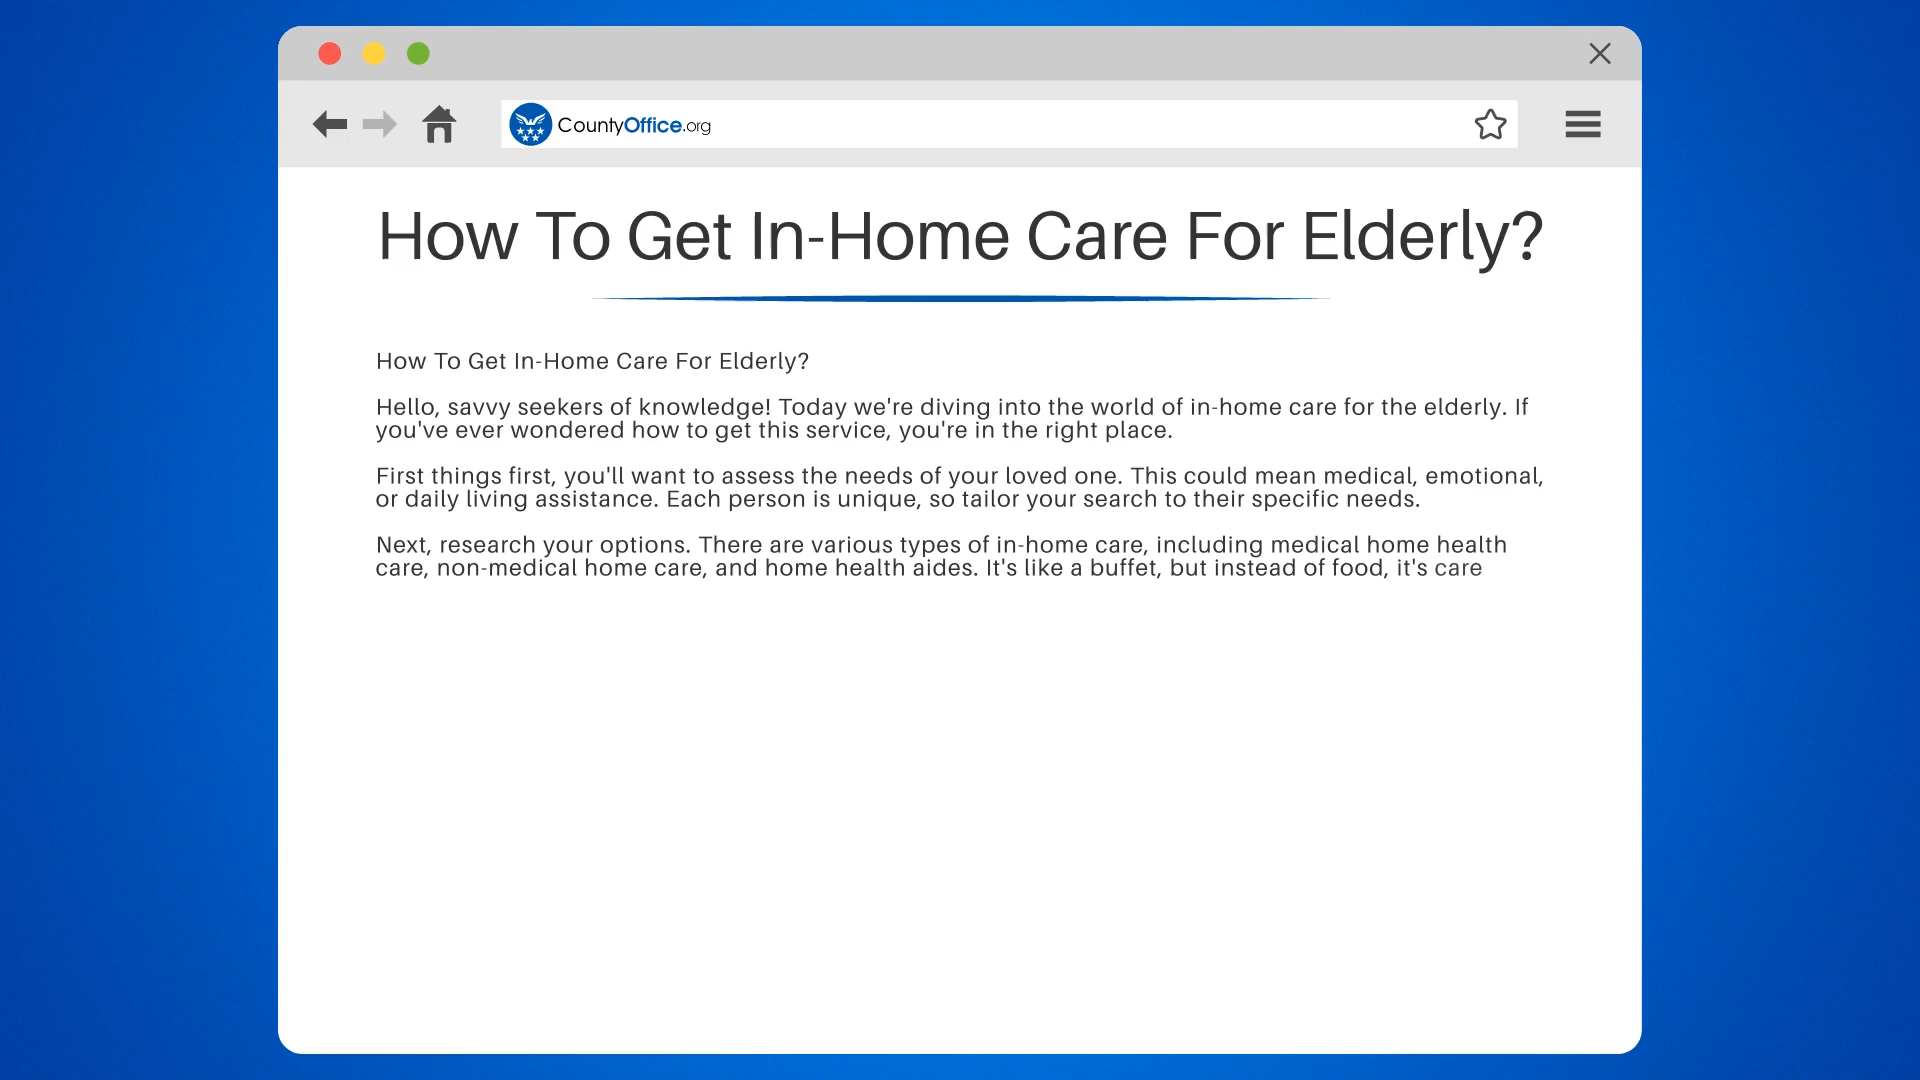 CountyOffice.org
How To Get In-Home Care For Elderly?
How To Get In-Home Care For Elderly?
Hello, savvy seekers of knowledge! Today we're diving into the world of in-home care for the elderly. If
you've ever wondered how to get this service, you're in the right place.
First things first, you'll want to assess the needs of your loved one. This could mean medical, emotional,
or daily living assistance. Each person is unique, so tailor your search to their specific needs.
Next, research your options. There are various types of in-home care, including medical home health
care, non-medical home care, and home health aides. It's like a buffet, but instead of food, it's care